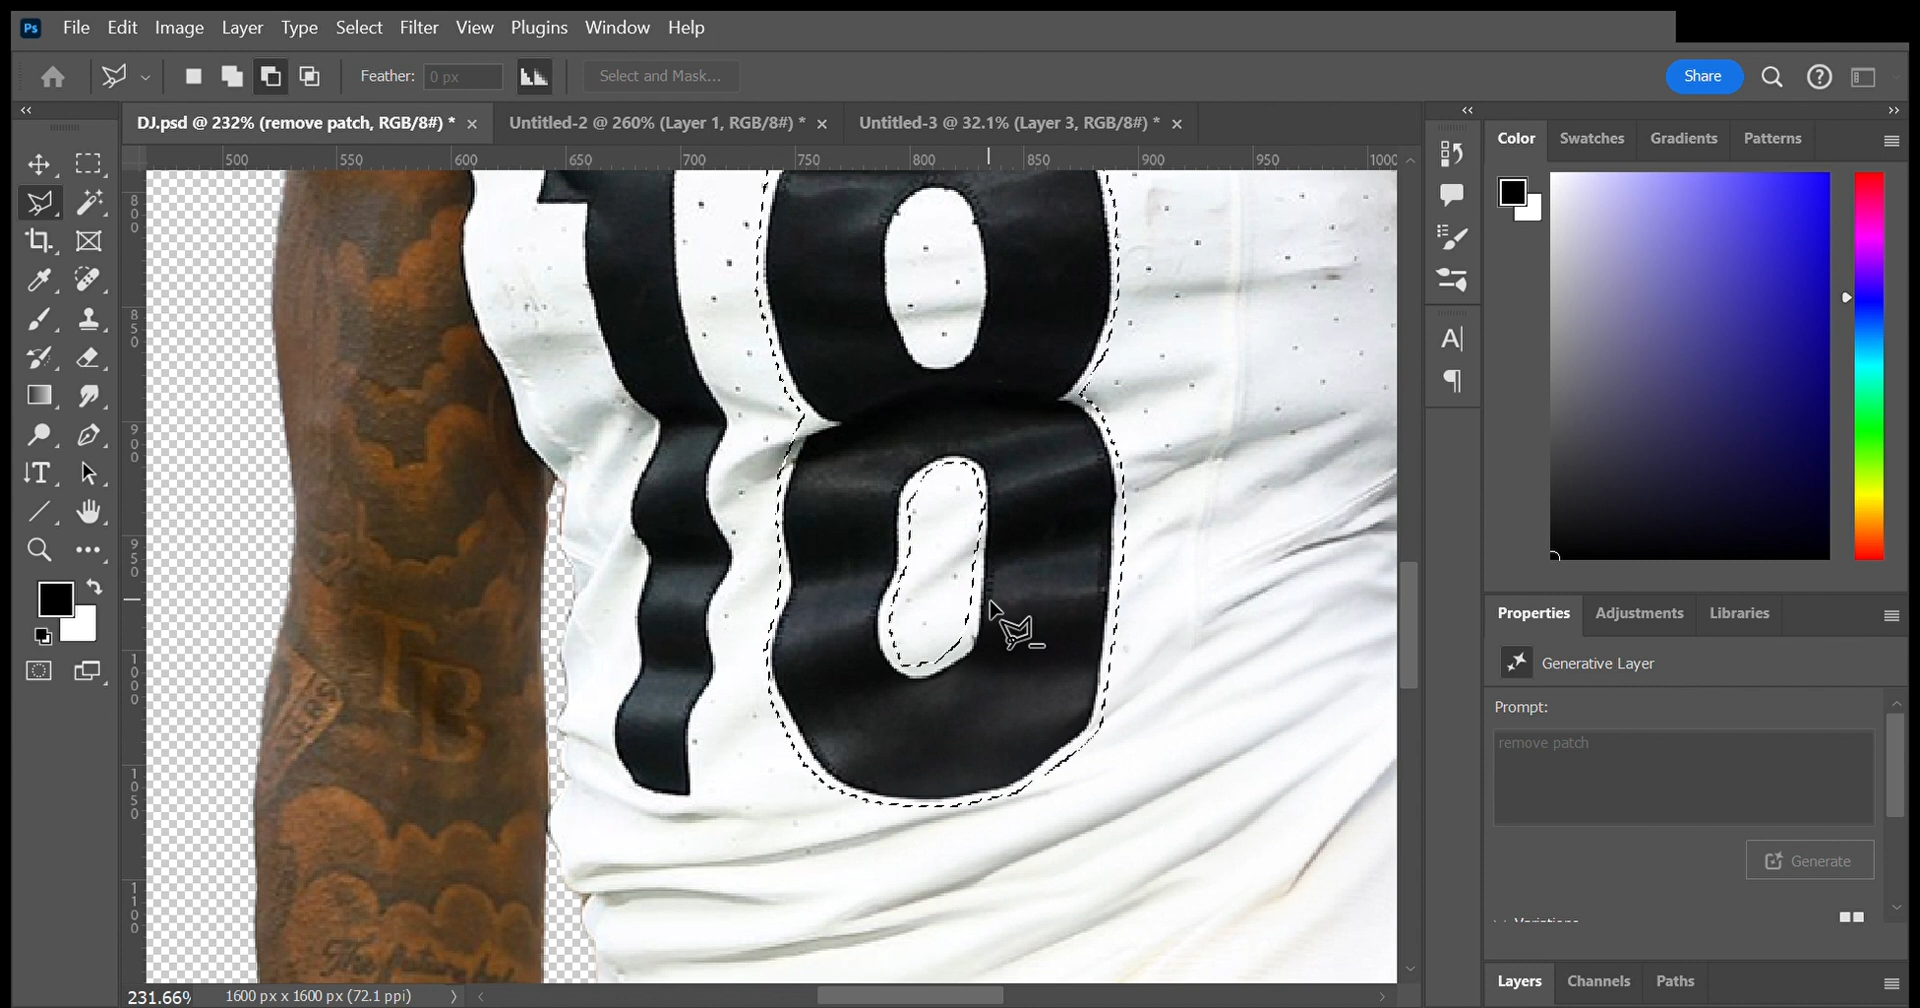 Ps File Edit Image Layer Type Select Filter View Plugins Window Help
Feather: 0 px Select and Mask... Share
DJ.psd @ 232% (remove patch, RGB/8#) * × Untitled-2 @ 260% (Layer 1, RGB/8#) * × Untitled-3 @ 32.1% (Layer 3, RGB/8#) * ×
Color Swatches Gradients Patterns
500 550 600 650 700 750 800 850 900 950 1000
800
850
900
950
1000
1050
1100
18
TB
Properties Adjustments Libraries
Generative Layer
Prompt:
remove patch
Generate
Variations
Layers Channels Paths
231.66% 1600 px x 1600 px (72.1 ppi)